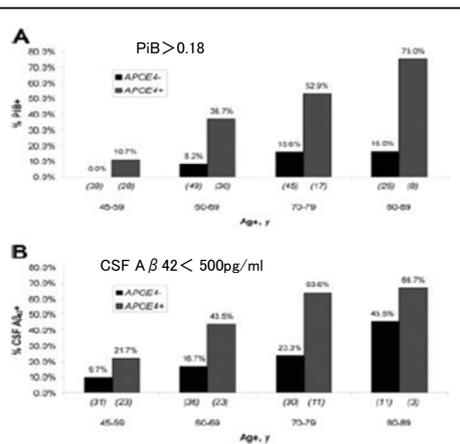 A
PiB＞0.18
80.0%
70.0%
60.0%
50.0%
40.0%
30.0%
20.0%
10.0%
% PiB+
APOE4-
APOE4+
0.0% 10.7% 8.2% 36.7% 15.6% 52.9% 16.0% 75.0%
(39) (28) (49) (30) (45) (17) (25) (8)
45-59 60-69 70-79 80-89
Age, y
B
CSF Aβ42＜500pg/ml
80.0%
70.0%
60.0%
50.0%
40.0%
30.0%
20.0%
10.0%
% CSF Aβ42+
APOE4-
APOE4+
9.7% 21.7% 16.7% 43.5% 23.3% 63.6% 45.5% 66.7%
(31) (23) (36) (23) (30) (11) (11) (3)
45-59 60-69 70-79 80-89
Age, y